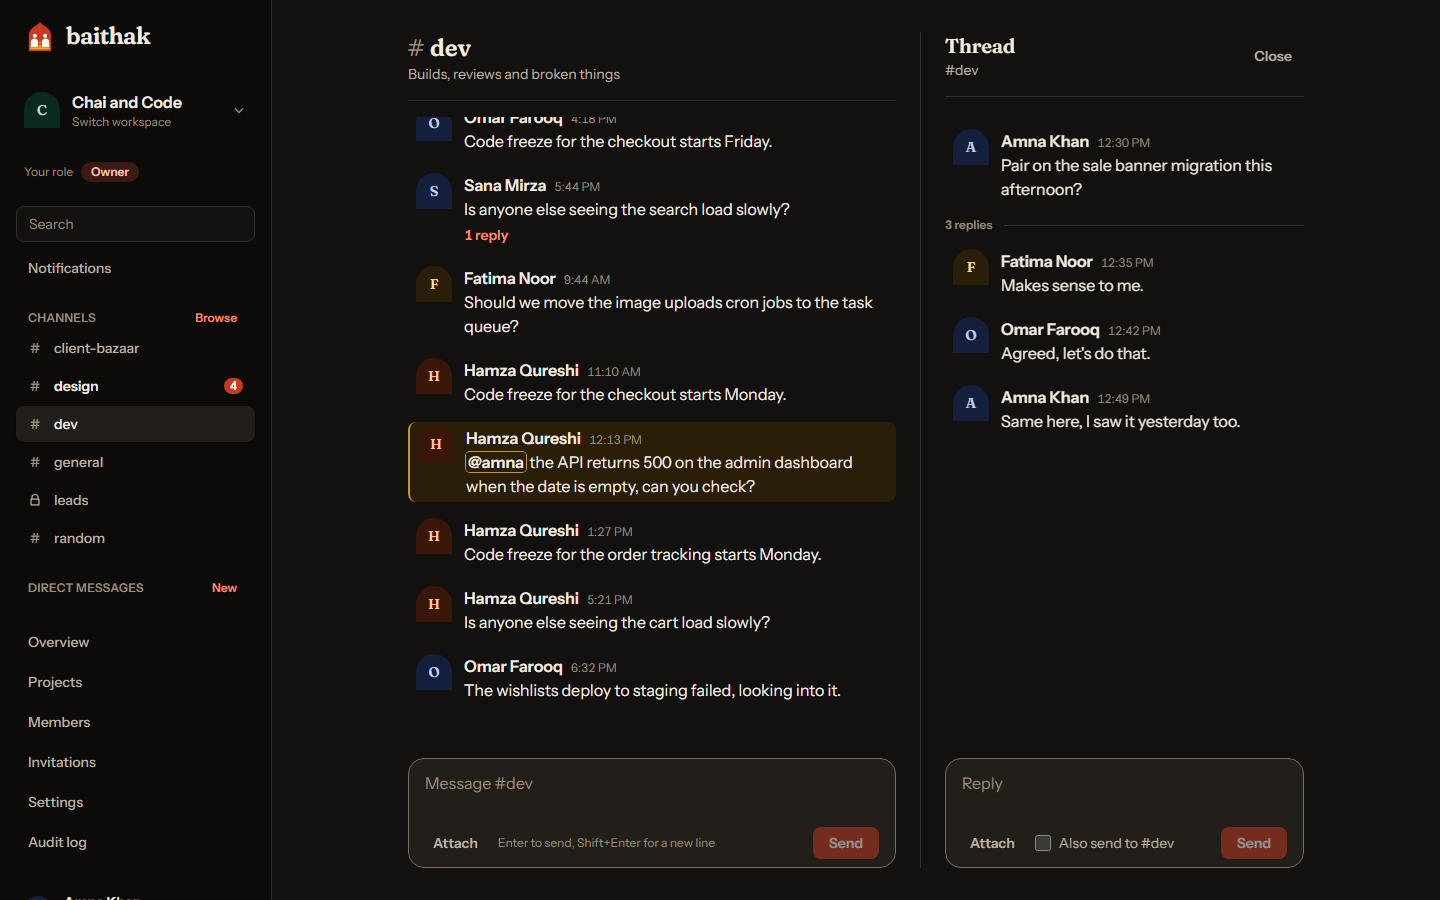 baithak
C
Chai and Code
Switch workspace
Your role Owner
Search
Notifications
CHANNELS Browse
# client-bazaar
# design 4
# dev
# general
leads
# random
DIRECT MESSAGES New
Overview
Projects
Members
Invitations
Settings
Audit log
Amna Khan
# dev
Builds, reviews and broken things
O
Omar Farooq 4:18 PM
Code freeze for the checkout starts Friday.
S
Sana Mirza 5:44 PM
Is anyone else seeing the search load slowly?
1 reply
F
Fatima Noor 9:44 AM
Should we move the image uploads cron jobs to the task
queue?
H
Hamza Qureshi 11:10 AM
Code freeze for the checkout starts Monday.
H
Hamza Qureshi 12:13 PM
@amna the API returns 500 on the admin dashboard
when the date is empty, can you check?
H
Hamza Qureshi 1:27 PM
Code freeze for the order tracking starts Monday.
H
Hamza Qureshi 5:21 PM
Is anyone else seeing the cart load slowly?
O
Omar Farooq 6:32 PM
The wishlists deploy to staging failed, looking into it.
Message #dev
Attach Enter to send, Shift+Enter for a new line Send
Thread
#dev
Close
A
Amna Khan 12:30 PM
Pair on the sale banner migration this
afternoon?
3 replies
F
Fatima Noor 12:35 PM
Makes sense to me.
O
Omar Farooq 12:42 PM
Agreed, let's do that.
A
Amna Khan 12:49 PM
Same here, I saw it yesterday too.
Reply
Attach Also send to #dev Send